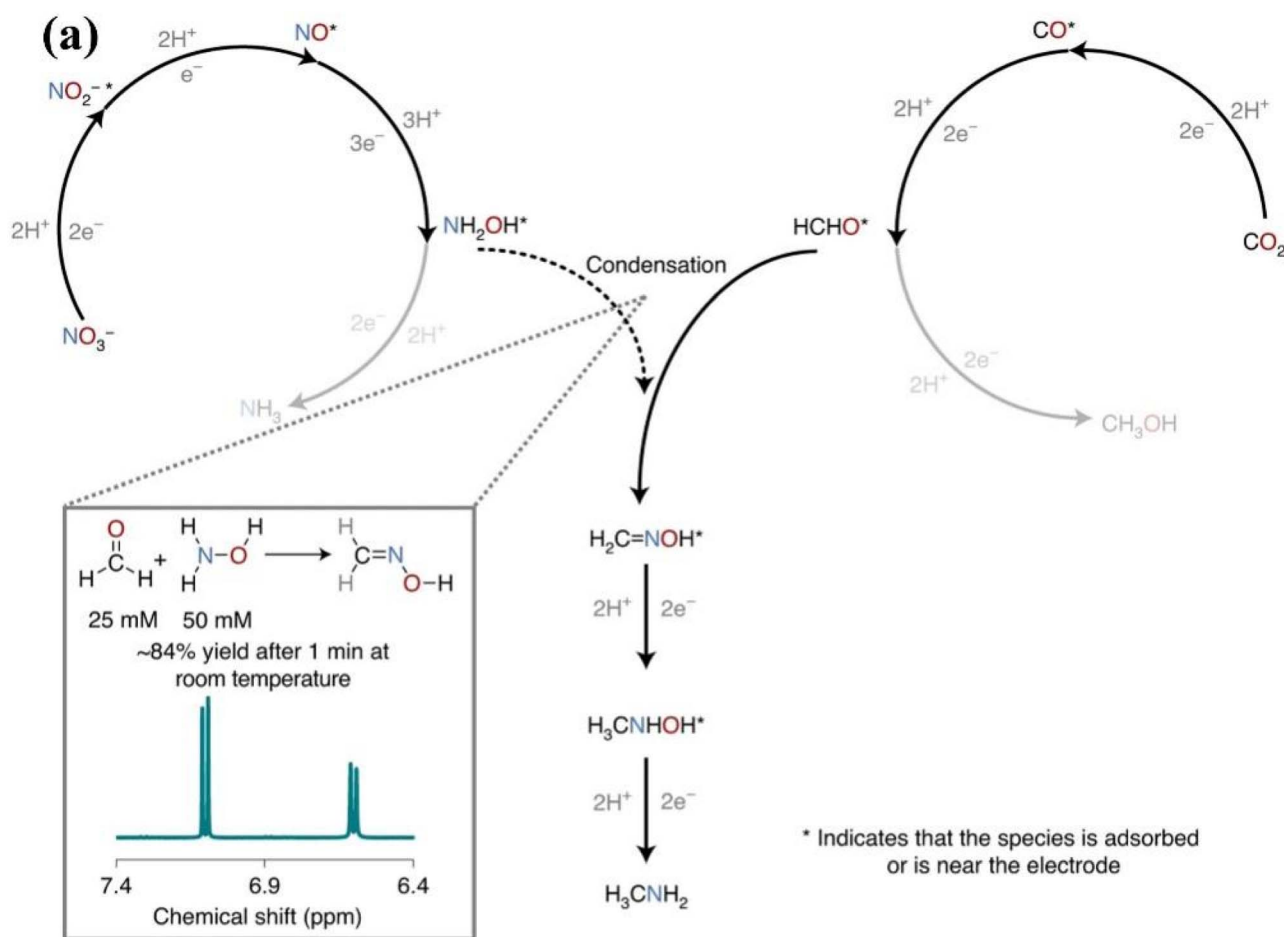 (a)
2H⁺
e⁻
NO*
NO₂⁻ *
3H⁺
3e⁻
2H⁺
2e⁻
NH₂OH*
NO₃⁻
2e⁻
2H⁺
NH₃
CO*
2H⁺
2e⁻
2H⁺
2e⁻
HCHO*
CO₂
2e⁻
2H⁺
CH₃OH
Condensation
H₂C=NOH*
2H⁺
2e⁻
H₃CNHOH*
2H⁺
2e⁻
H₃CNH₂
O
H
C
H
+
H
H
N–O
H
H
H
C=N
O–H
25 mM
50 mM
~84% yield after 1 min at
room temperature
7.4
6.9
6.4
Chemical shift (ppm)
* Indicates that the species is adsorbed
or is near the electrode